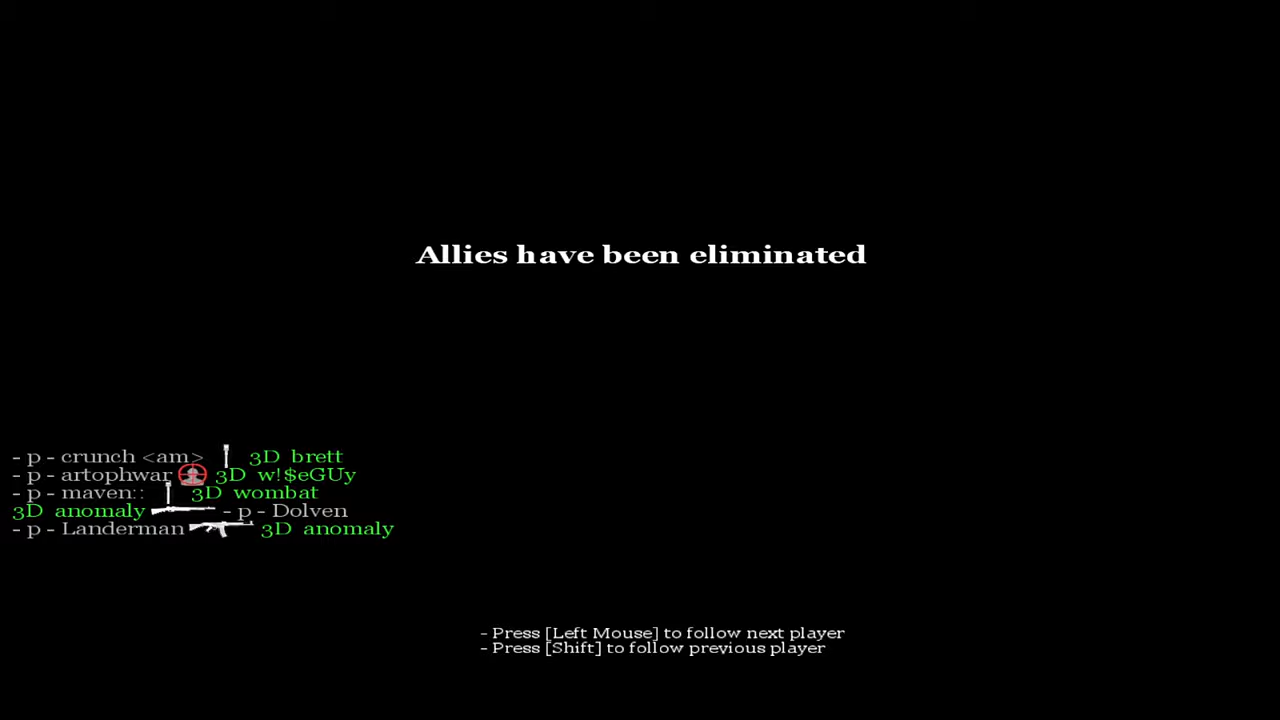 Allies have been eliminated
- p - crunch <am> 3D brett
- p - artophwar 3D w!$eGUy
- p - maven:: 3D wombat
3D anomaly - p - Dolven
- p - Landerman 3D anomaly
- Press [Left Mouse] to follow next player
- Press [Shift] to follow previous player